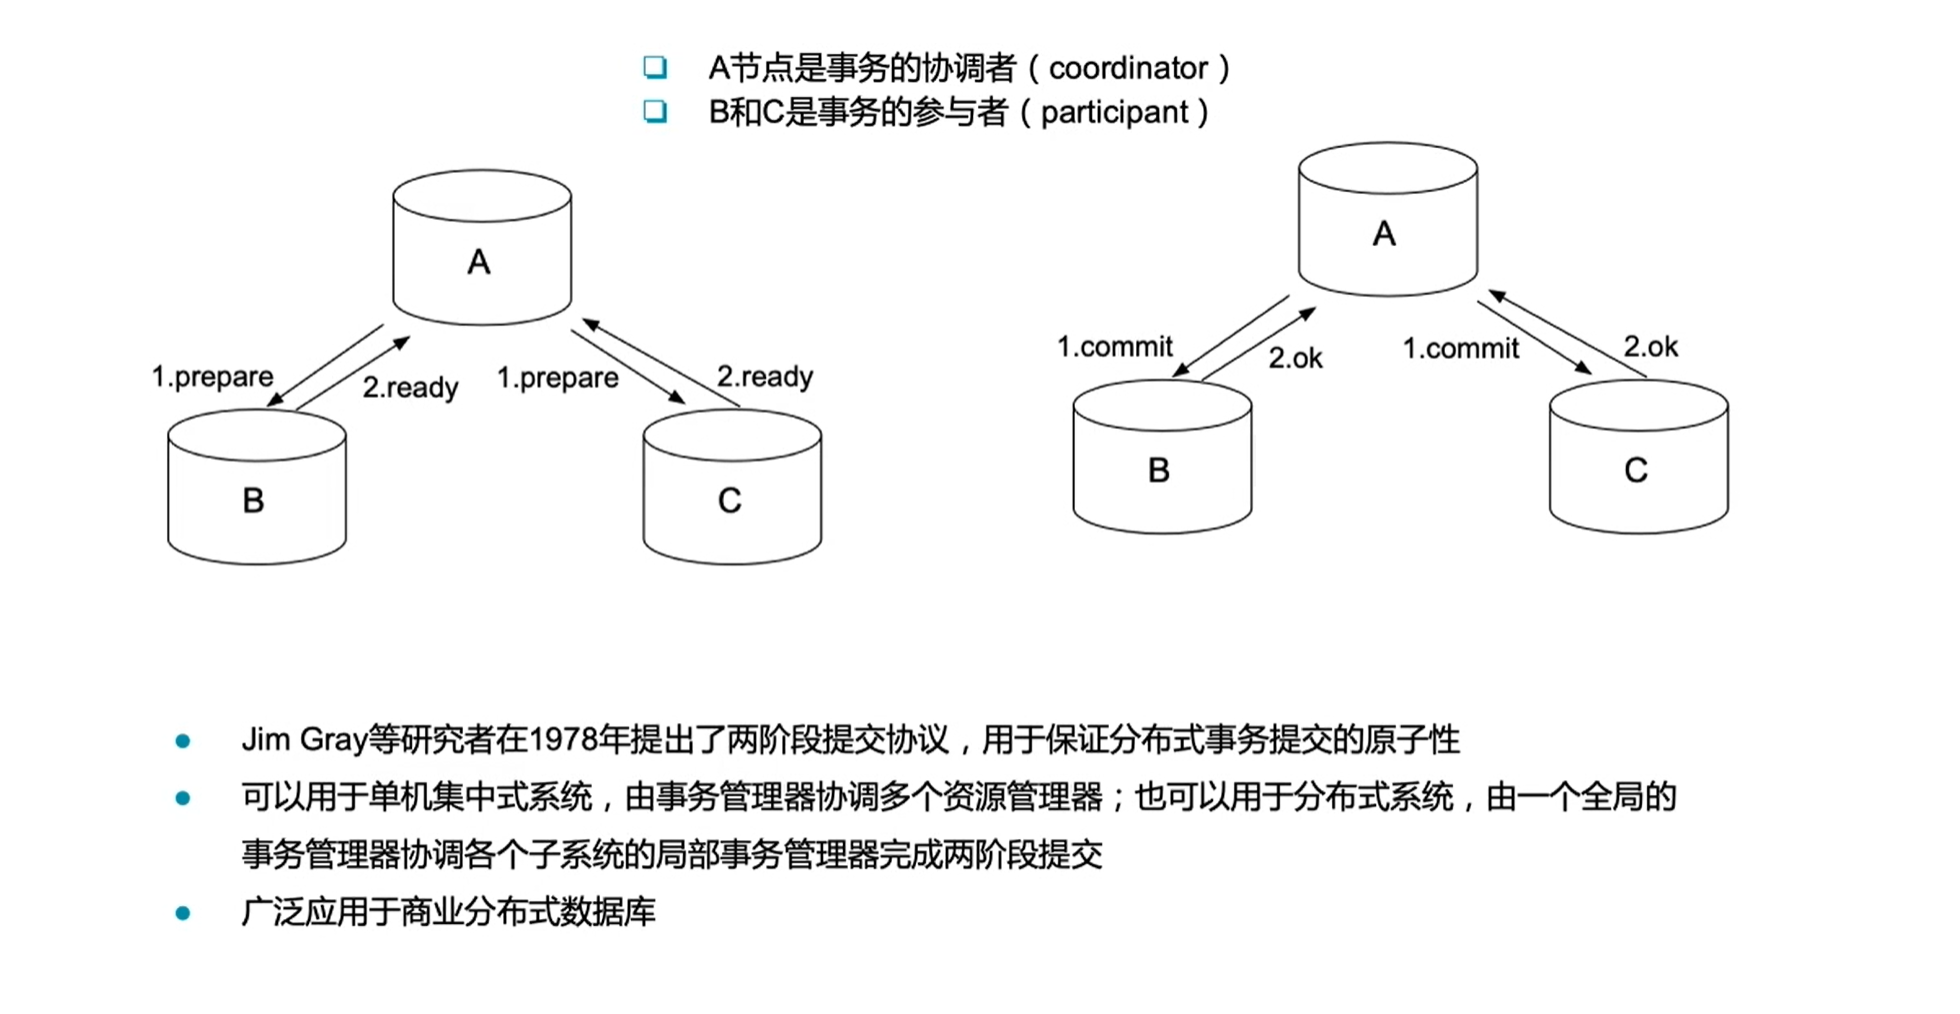 A节点是事务的协调者（coordinator）
B和C是事务的参与者（participant）
A
1.prepare
2.ready
1.prepare
2.ready
B
C
A
1.commit
2.ok
1.commit
2.ok
B
C
Jim Gray等研究者在1978年提出了两阶段提交协议，用于保证分布式事务提交的原子性
可以用于单机集中式系统，由事务管理器协调多个资源管理器；也可以用于分布式系统，由一个全局的
事务管理器协调各个子系统的局部事务管理器完成两阶段提交
广泛应用于商业分布式数据库